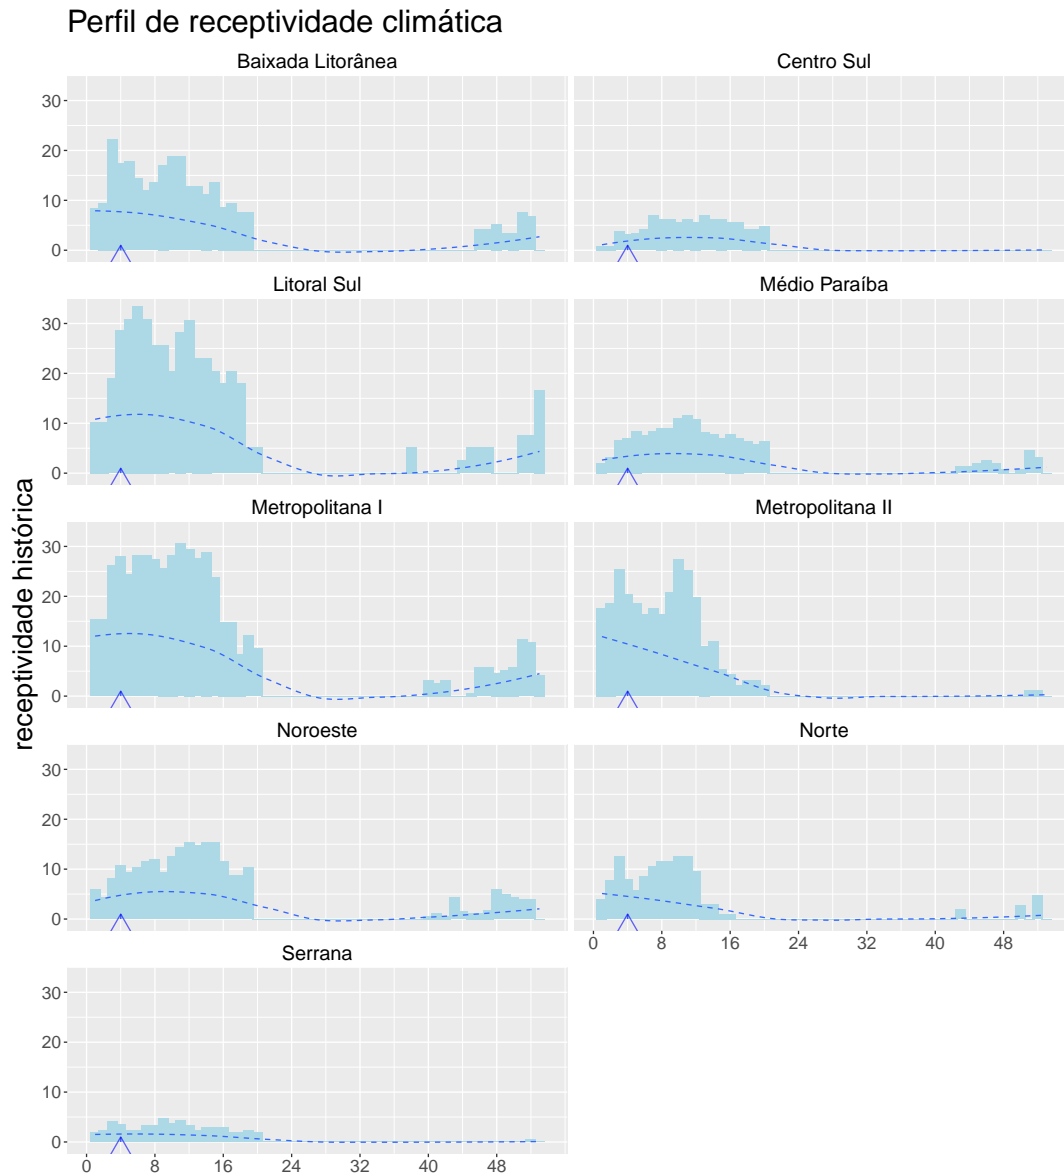 Perfil de receptividade climática
Baixada Litorânea
Centro Sul
30
20
10
0
Litoral Sul
Médio Paraíba
30
20
10
0
Metropolitana I
Metropolitana II
30
20
10
0
receptividade histórica
Noroeste
Norte
30
20
10
0
0 8 16 24 32 40 48
Serrana
30
20
10
0
0 8 16 24 32 40 48